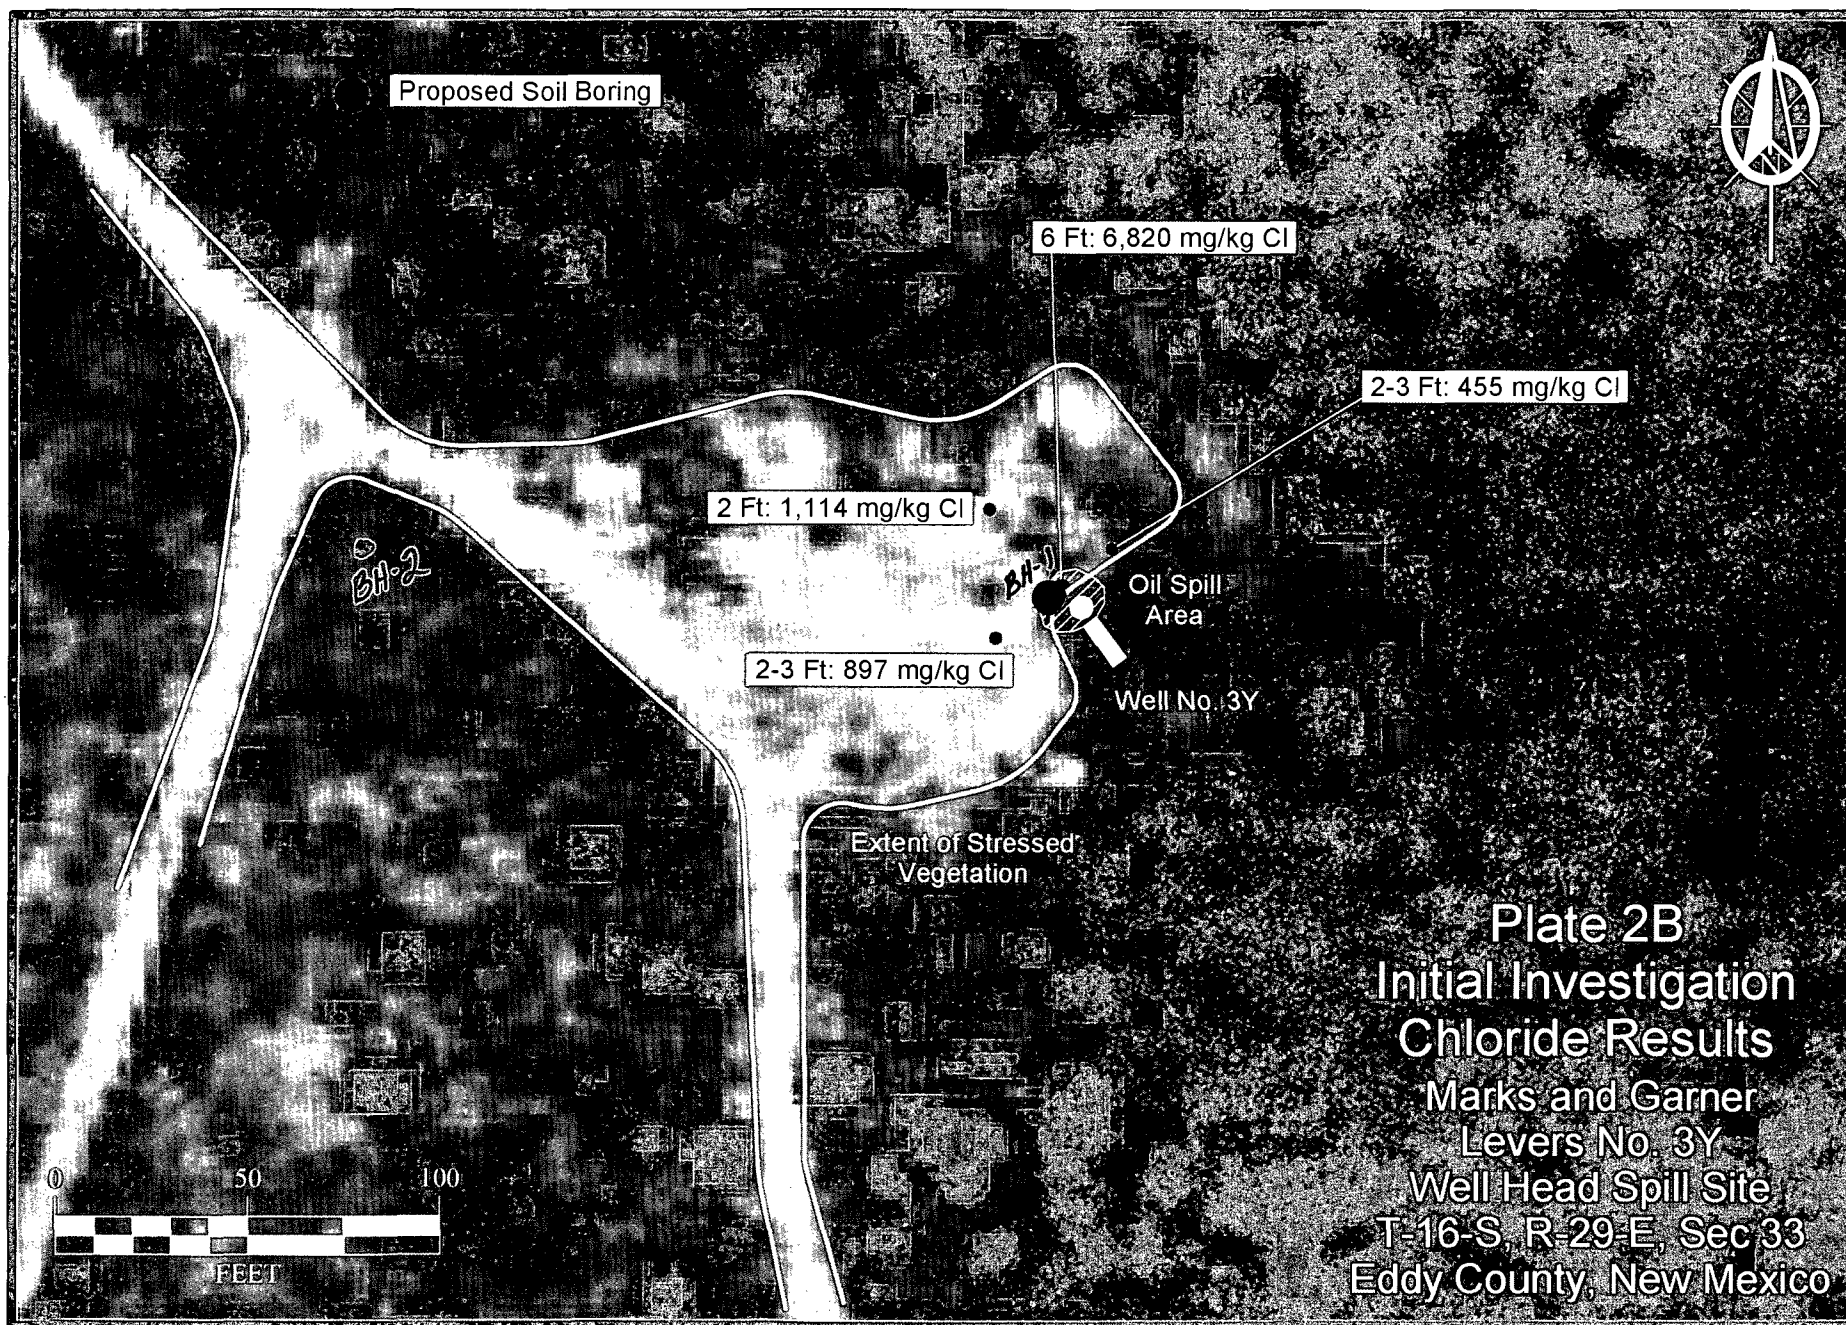 Proposed Soil Boring
N
6 Ft: 6,820 mg/kg Cl
2-3 Ft: 455 mg/kg Cl
2 Ft: 1,114 mg/kg Cl
BH-2
BH-1
Oil Spill
Area
2-3 Ft: 897 mg/kg Cl
Well No. 3Y
Extent of Stressed
Vegetation
Plate 2B
Initial Investigation
Chloride Results
Marks and Garner
Levers No. 3Y
Well Head Spill Site
T-16-S, R-29-E, Sec 33
Eddy County, New Mexico
0 50 100
FEET